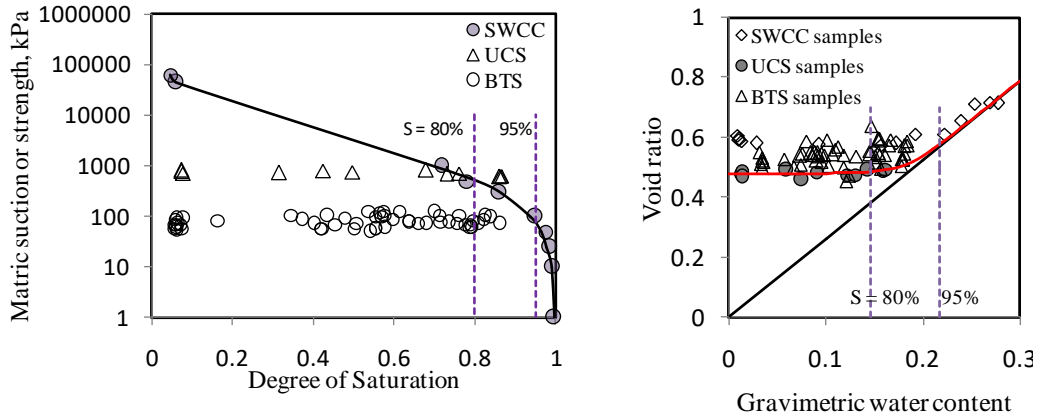 Matric suction or strength, kPa
1000000
100000
10000
1000
100
10
1
0
0.2
0.4
0.6
0.8
1
Degree of Saturation
SWCC
UCS
BTS
S = 80%
95%
Void ratio
1
0.8
0.6
0.4
0.2
0
0
0.1
0.2
0.3
Gravimetric water content
SWCC samples
UCS samples
BTS samples
S = 80%
95%